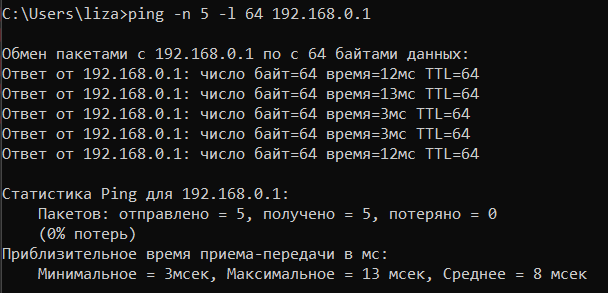 C:\Users\liza>ping -n 5 -l 64 192.168.0.1
Обмен пакетами с 192.168.0.1 по с 64 байтами данных:
Ответ от 192.168.0.1: число байт=64 время=12мс TTL=64
Ответ от 192.168.0.1: число байт=64 время=13мс TTL=64
Ответ от 192.168.0.1: число байт=64 время=3мс TTL=64
Ответ от 192.168.0.1: число байт=64 время=3мс TTL=64
Ответ от 192.168.0.1: число байт=64 время=12мс TTL=64
Статистика Ping для 192.168.0.1:
Пакетов: отправлено = 5, получено = 5, потеряно = 0
(0% потерь)
Приблизительное время приема-передачи в мс:
Минимальное = 3мсек, Максимальное = 13 мсек, Среднее = 8 мсек